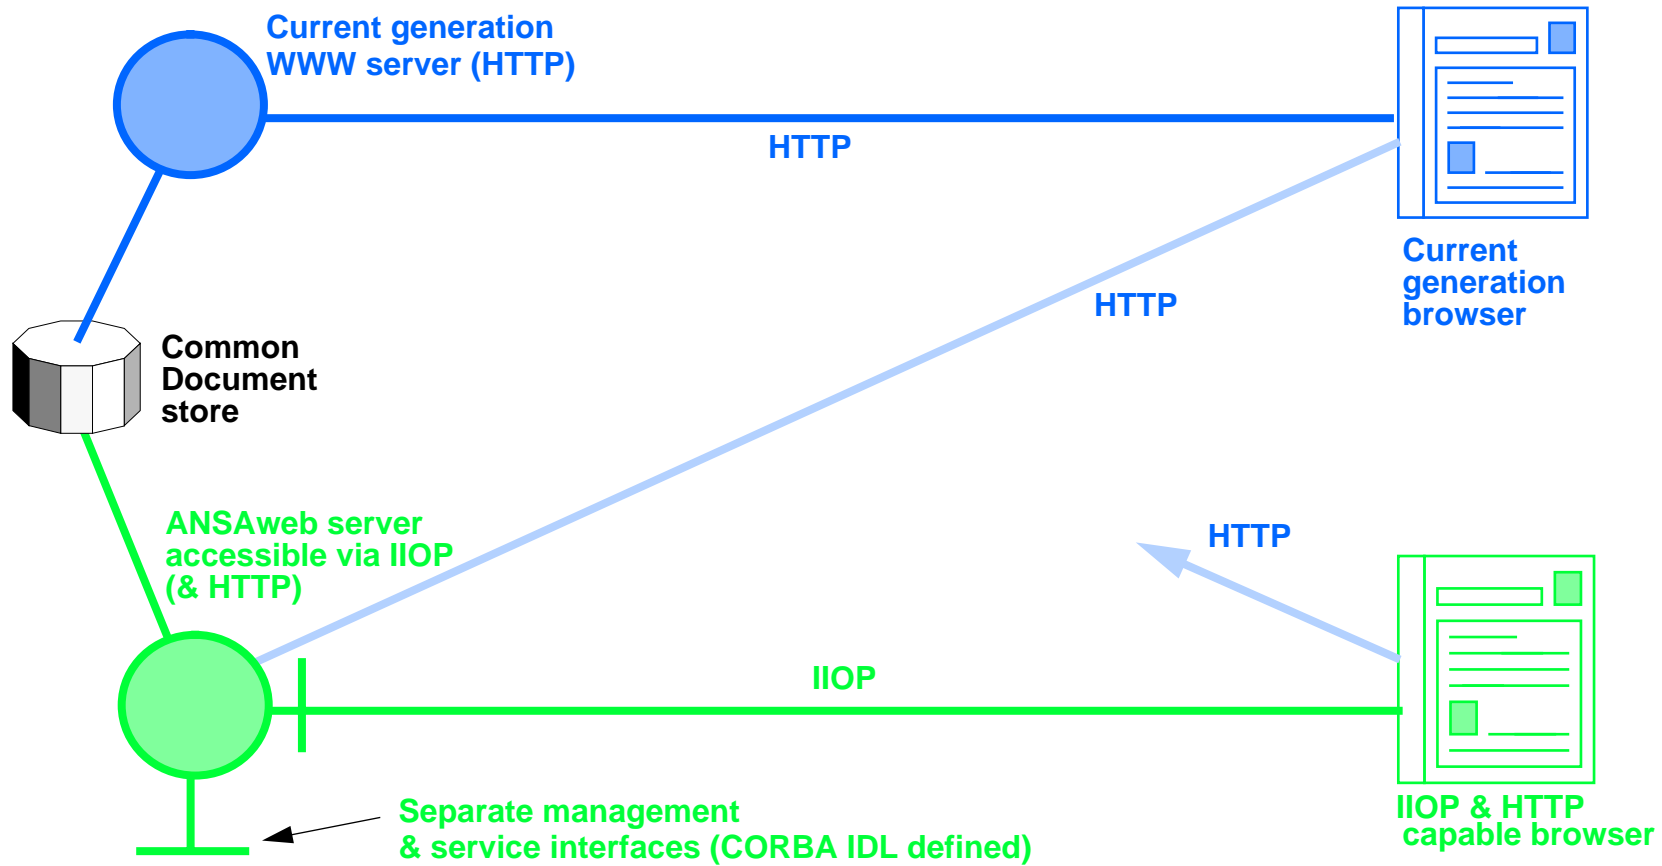 Current generation
WWW server (HTTP)
HTTP
Current
generation
browser
HTTP
Common
Document
store
ANSAweb server
accessible via IIOP
(& HTTP)
HTTP
IIOP
IIOP & HTTP
capable browser
Separate management
& service interfaces (CORBA IDL defined)